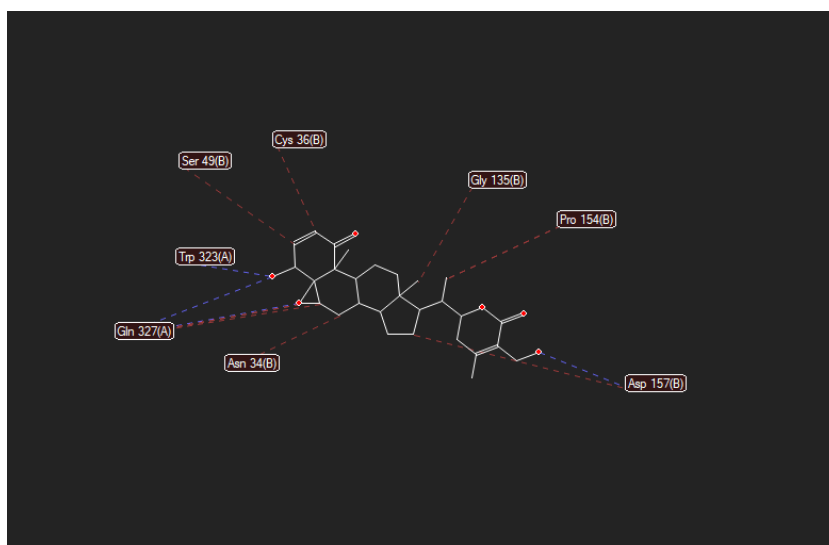 Cys 36(B)
Ser 49(B)
Gly 135(B)
Pro 154(B)
Trp 323(A)
Gln 327(A)
Asn 34(B)
Asp 157(B)